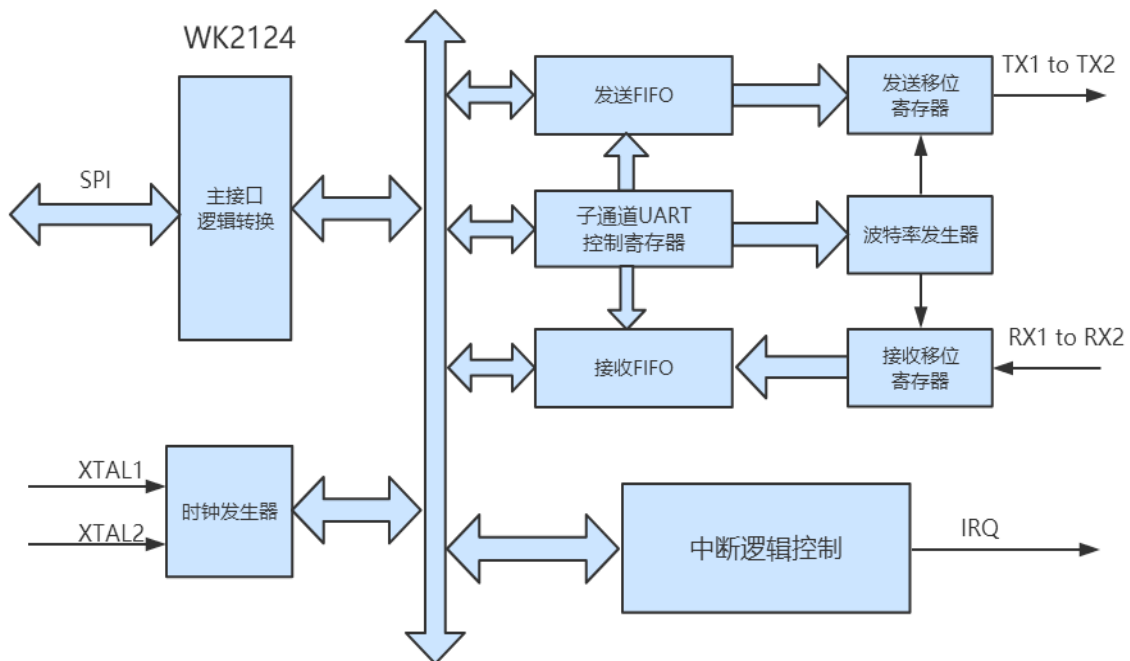 WK2124
SPI
主接口
逻辑转换
XTAL1
XTAL2
时钟发生器
发送FIFO
发送移位
寄存器
TX1 to TX2
子通道UART
控制寄存器
波特率发生器
接收FIFO
接收移位
寄存器
RX1 to RX2
中断逻辑控制
IRQ